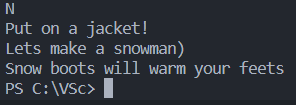 N
Put on a jacket!
Lets make a snowman)
Snow boots will warm your feets
PS C:\VSc>